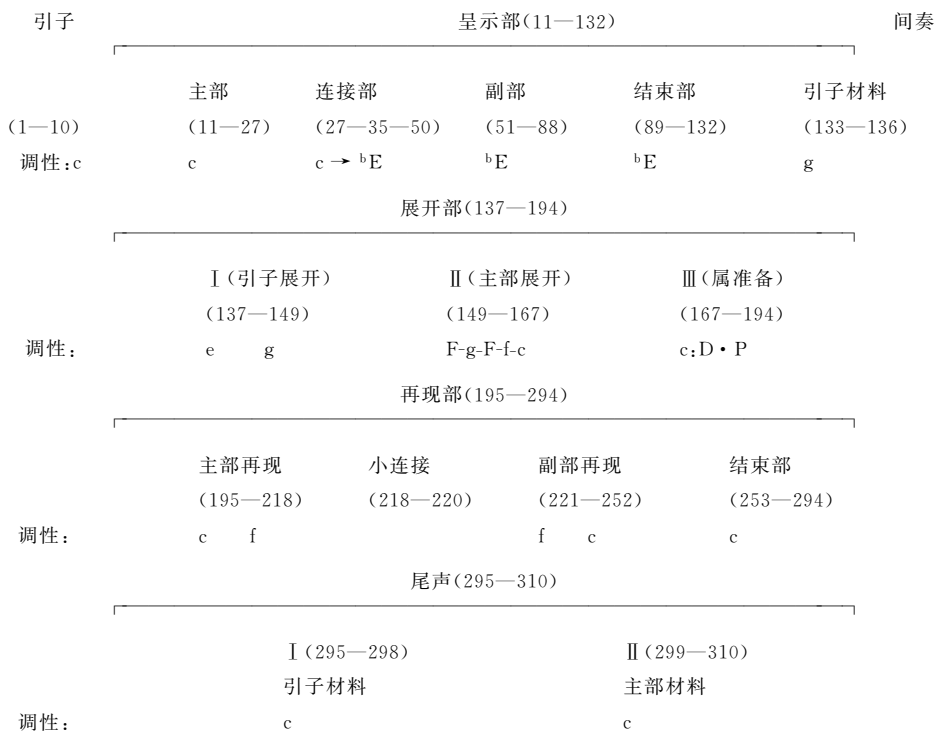 引子 呈示部(11—132) 间奏
主部 连接部 副部 结束部 引子材料
(1—10) (11—27) (27—35—50) (51—88) (89—132) (133—136)
调性:c c c→ᵇE ᵇE ᵇE g
展开部(137—194)
Ⅰ(引子展开) Ⅱ(主部展开) Ⅲ(属准备)
(137—149) (149—167) (167—194)
调性: e g F-g-F-f-c c:D·P
再现部(195—294)
主部再现 小连接 副部再现 结束部
(195—218) (218—220) (221—252) (253—294)
调性: c f f c c
尾声(295—310)
Ⅰ(295—298) Ⅱ(299—310)
引子材料 主部材料
调性: c c